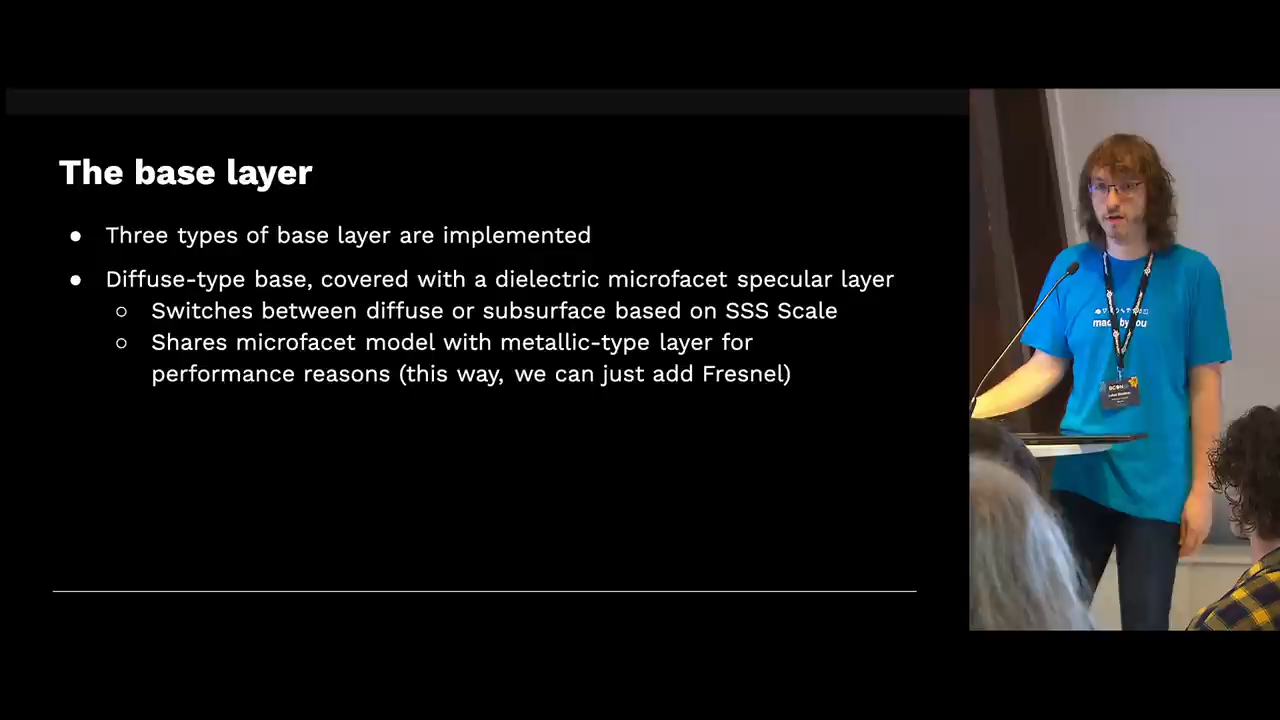 The base layer
● Three types of base layer are implemented
● Diffuse-type base, covered with a dielectric microfacet specular layer
○ Switches between diffuse or subsurface based on SSS Scale
○ Shares microfacet model with metallic-type layer for
performance reasons (this way, we can just add Fresnel)
made by you